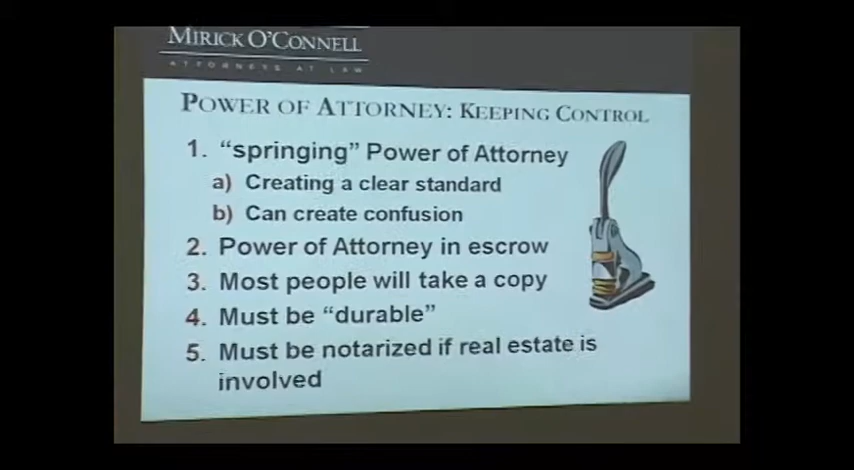 MIRICK O'CONNELL
ATTORNEYS AT LAW
POWER OF ATTORNEY: KEEPING CONTROL
1. "springing" Power of Attorney
a) Creating a clear standard
b) Can create confusion
2. Power of Attorney in escrow
3. Most people will take a copy
4. Must be "durable"
5. Must be notarized if real estate is
involved